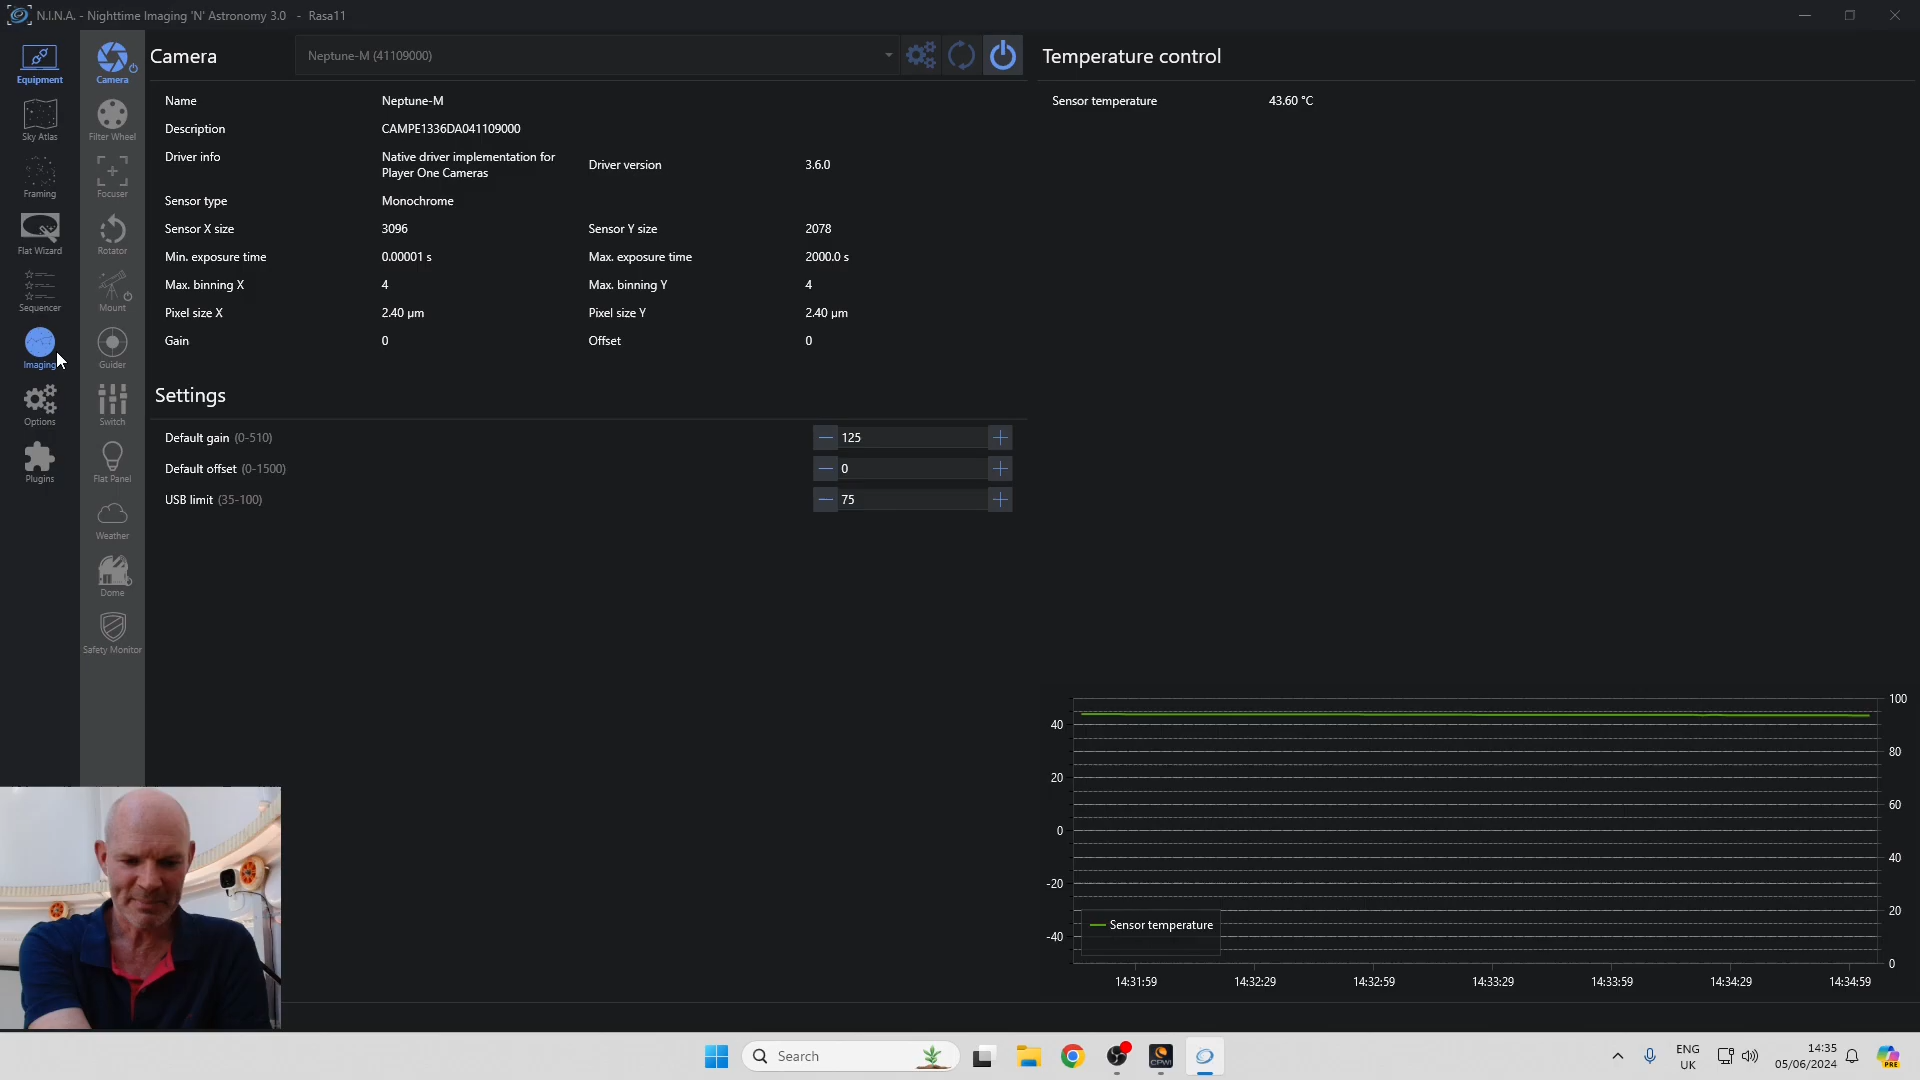 N.I.N.A. - Nighttime Imaging 'N' Astronomy 3.0 - Rasa11
Equipment
Sky Atlas
Framing
Flat Wizard
Sequencer
Imaging
Options
Plugins
Camera
Filter Wheel
Focuser
Rotator
Mount
Guider
Switch
Flat Panel
Weather
Dome
Safety Monitor
Camera
Neptune-M (41109000)
Name Neptune-M
Description CAMPE1336DA041109000
Driver info Native driver implementation for
Player One Cameras
Driver version 3.6.0
Sensor type Monochrome
Sensor X size 3096 Sensor Y size 2078
Min. exposure time 0.00001 s Max. exposure time 2000.0 s
Max. binning X 4 Max. binning Y 4
Pixel size X 2.40 µm Pixel size Y 2.40 µm
Gain 0 Offset 0
Settings
Default gain (0-510) 125
Default offset (0-1500) 0
USB limit (35-100) 75
Temperature control
Sensor temperature 43.60 °C
40
20
0
-20
-40
100
80
60
40
20
0
Sensor temperature
14:31:59 14:32:29 14:32:59 14:33:29 14:33:59 14:34:29 14:34:59
Search
CPWI
ENG
UK
14:35
05/06/2024
PRE